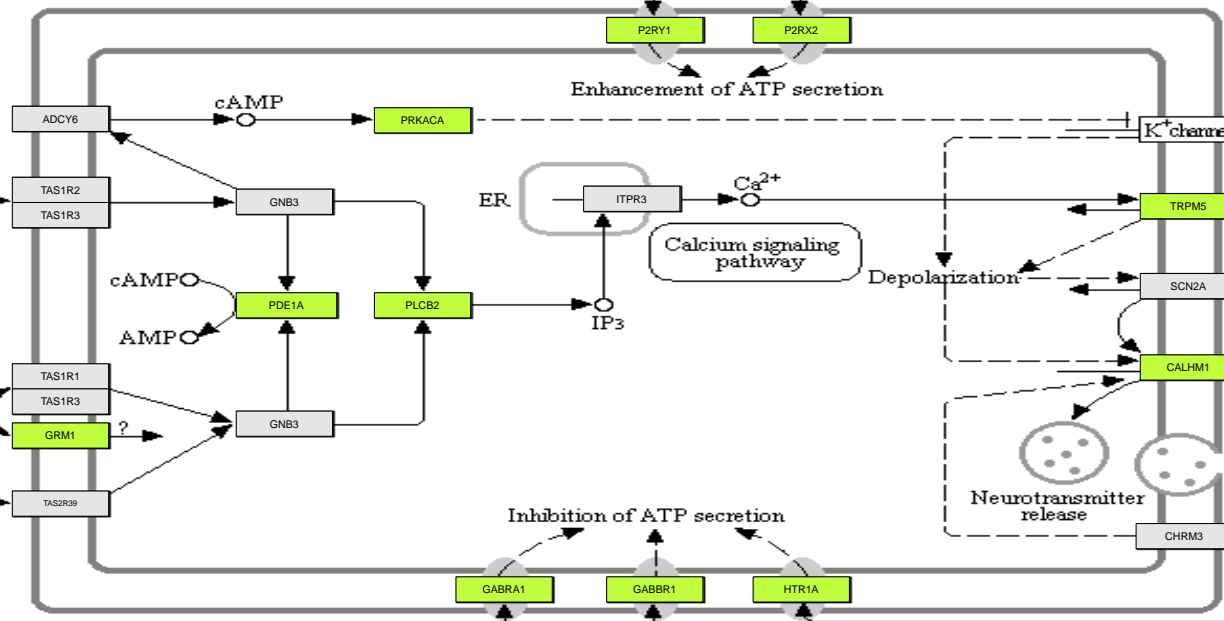 P2RY1
P2RX2
Enhancement of ATP secretion
ADCY6
cAMP
PRKACA
K+channe
TAS1R2
TAS1R3
GNB3
ER
ITPR3
Ca2+
TRPM5
Calcium signaling
pathway
Depolarization
SCN2A
cAMP
PDE1A
PLCB2
IP3
AMP
TAS1R1
TAS1R3
CALHM1
GNB3
GRM1
?
TAS2R39
Neurotransmitter
release
Inhibition of ATP secretion
CHRM3
GABRA1
GABBR1
HTR1A